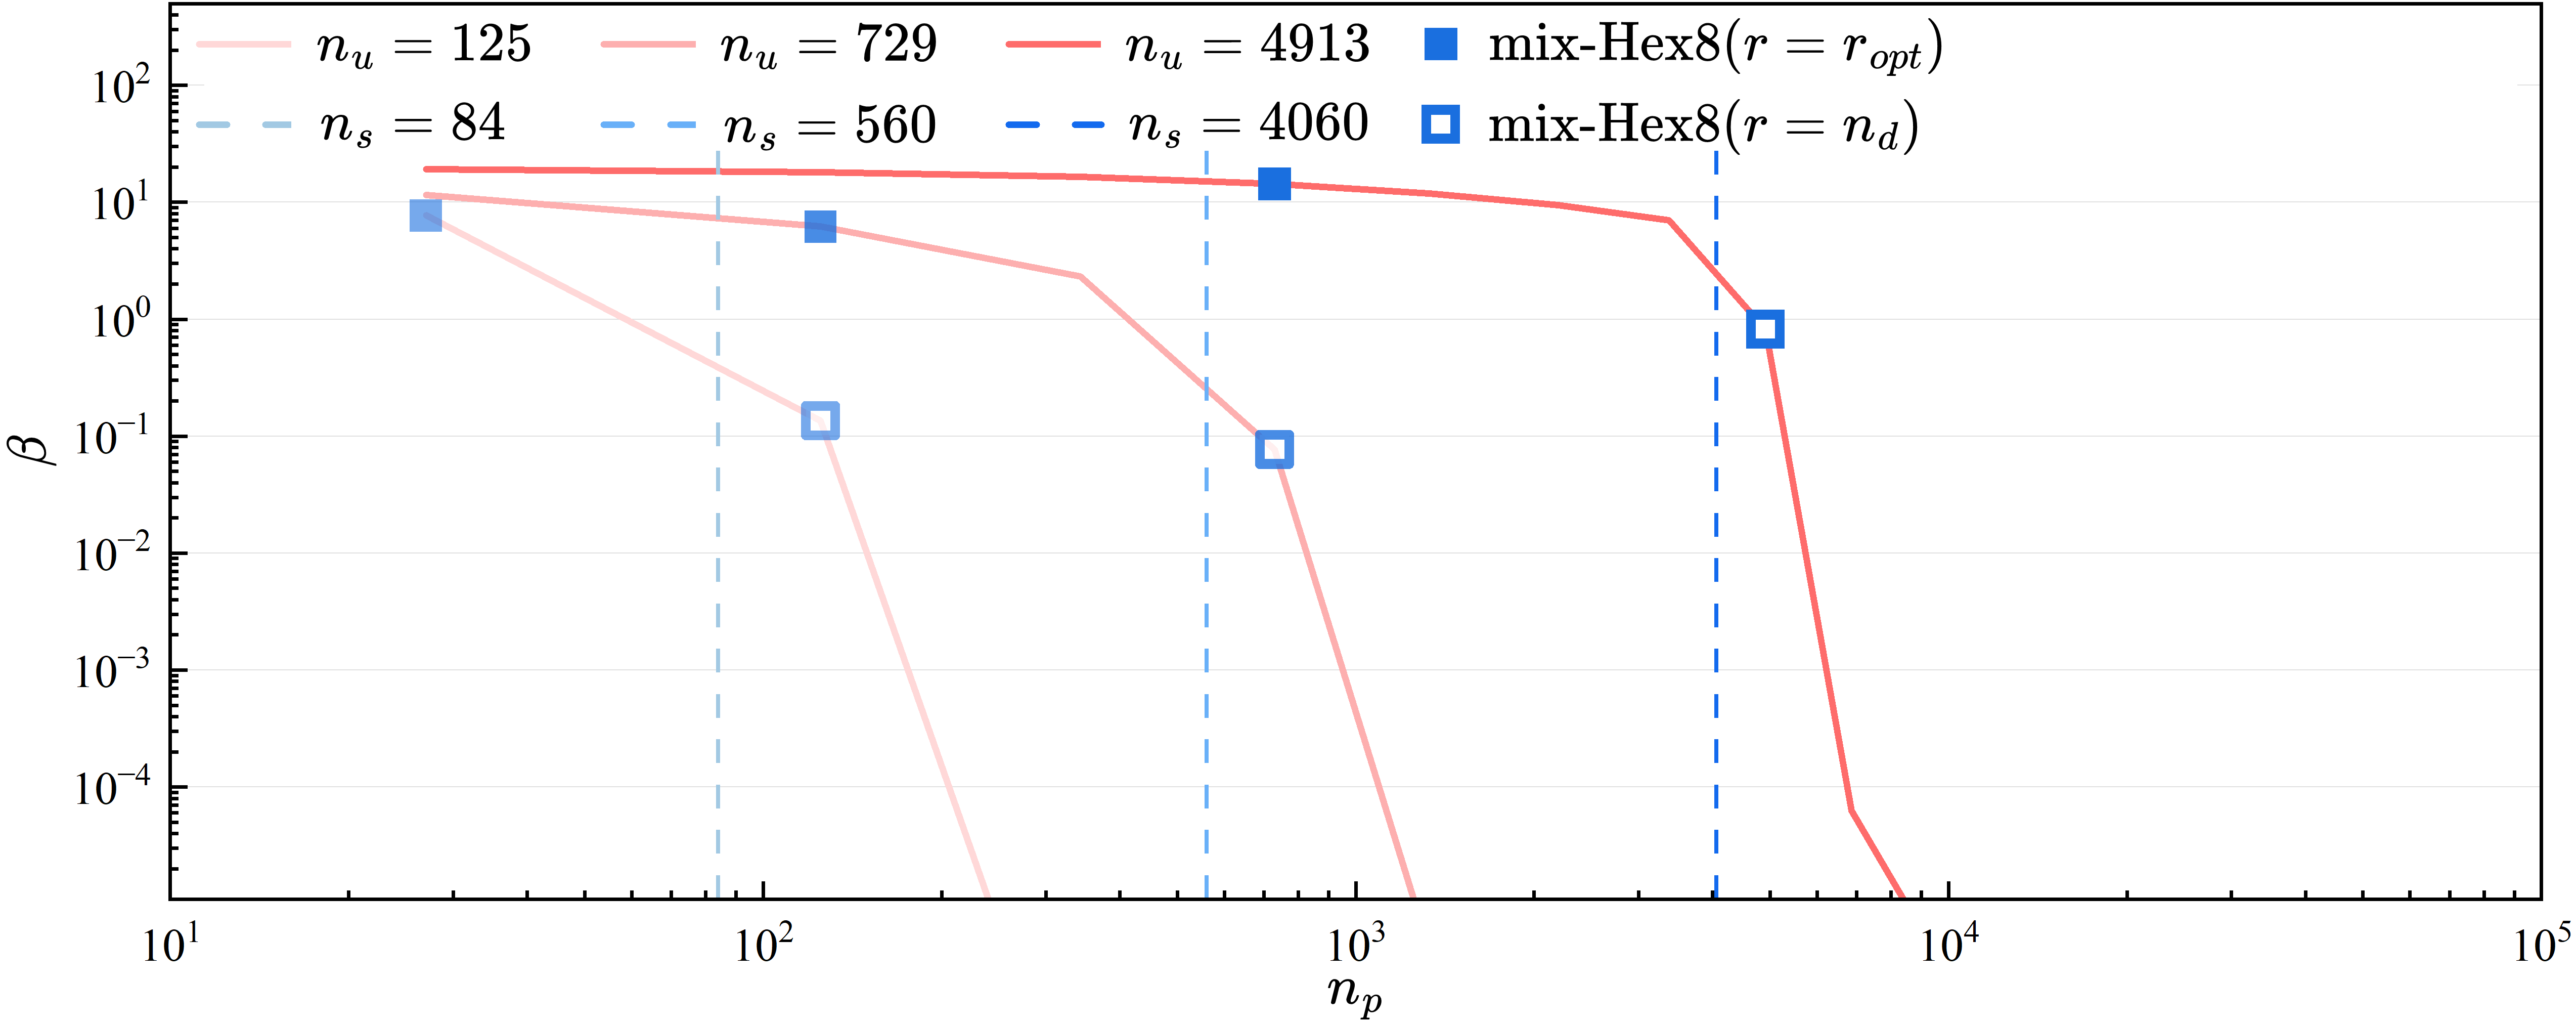 n_u = 125 n_u = 729 n_u = 4913 mix-Hex8(r = r_opt)
n_s = 84 n_s = 560 n_s = 4060 mix-Hex8(r = n_d)
10^2
10^1
10^0
10^−1
10^−2
10^−3
10^−4
β
10^1 10^2 10^3 10^4 10^5
n_p